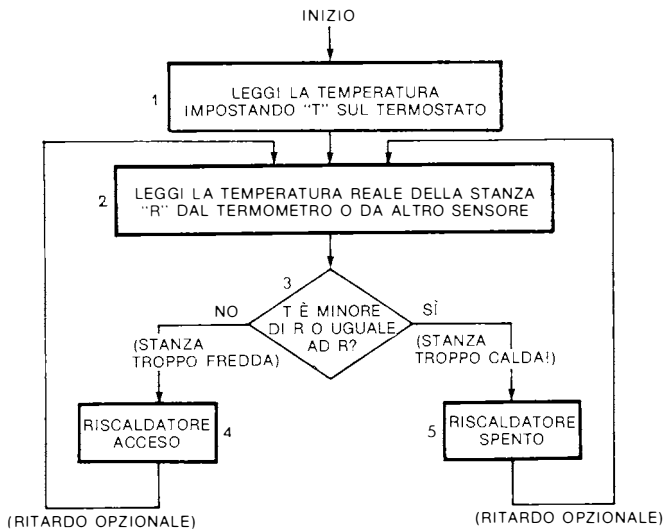 INIZIO
1
LEGGI LA TEMPERATURA
IMPOSTANDO "T" SUL TERMOSTATO
2
LEGGI LA TEMPERATURA REALE DELLA STANZA
"R" DAL TERMOMETRO O DA ALTRO SENSORE
3
NO
T È MINORE
DI R O UGUALE
AD R?
SÌ
(STANZA
TROPPO FREDDA)
(STANZA
TROPPO CALDA!)
RISCALDATORE
ACCESO
4
5
RISCALDATORE
SPENTO
(RITARDO OPZIONALE)
(RITARDO OPZIONALE)